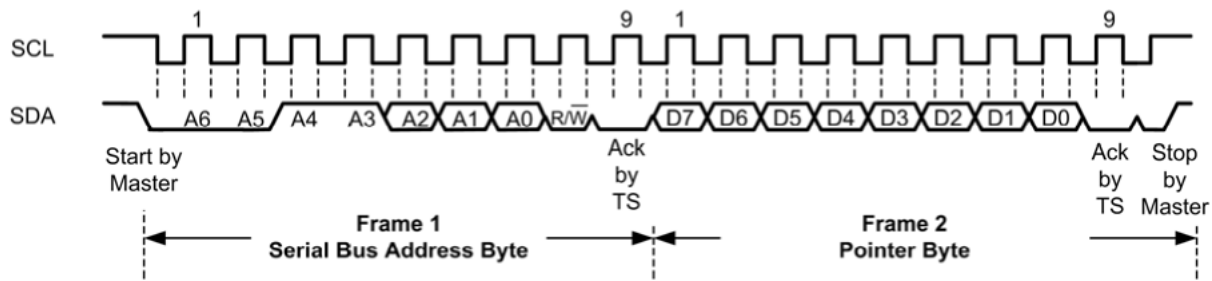 1 9 1 9
SCL
SDA A6 A5 A4 A3 A2 A1 A0 R/W̅ D7 D6 D5 D4 D3 D2 D1 D0
Start by
Master
Ack
by
TS
Ack
by
TS
Stop
by
Master
Frame 1
Serial Bus Address Byte
Frame 2
Pointer Byte